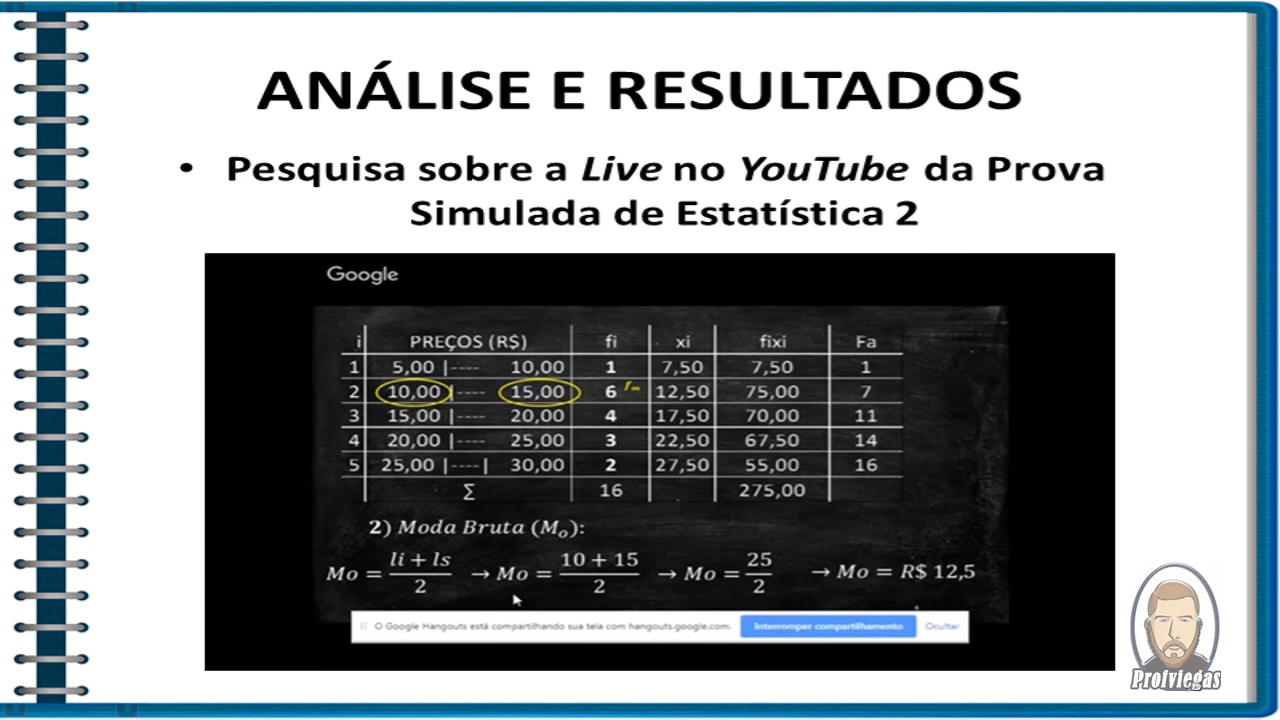 ANÁLISE E RESULTADOS
• Pesquisa sobre a Live no YouTube da Prova
Simulada de Estatística 2
Google
i PREÇOS (R$) fi xi fixi Fa
1 5,00 |---- 10,00 1 7,50 7,50 1
2 10,00 |---- 15,00 6 fm 12,50 75,00 7
3 15,00 |---- 20,00 4 17,50 70,00 11
4 20,00 |---- 25,00 3 22,50 67,50 14
5 25,00 |----| 30,00 2 27,50 55,00 16
Σ 16 275,00
2) Moda Bruta (Mₒ):
Mo = (li + ls)/2 → Mo = (10 + 15)/2 → Mo = 25/2 → Mo = R$ 12,5
O Google Hangouts está compartilhando sua tela com hangouts.google.com. Interromper compartilhamento Ocultar
Profviegas